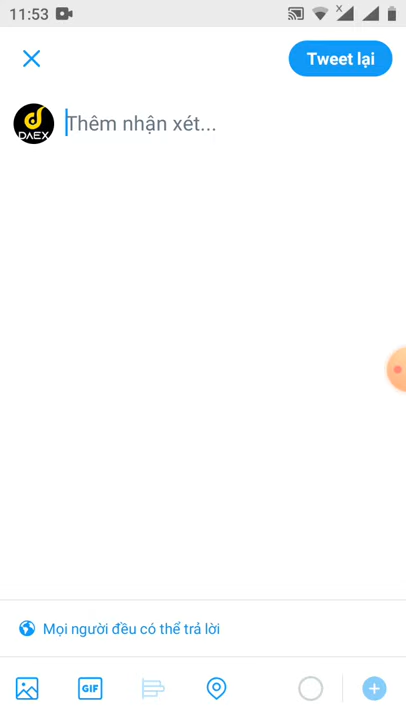 11:53
Tweet lại
DAEX
Thêm nhận xét...
Mọi người đều có thể trả lời
GIF